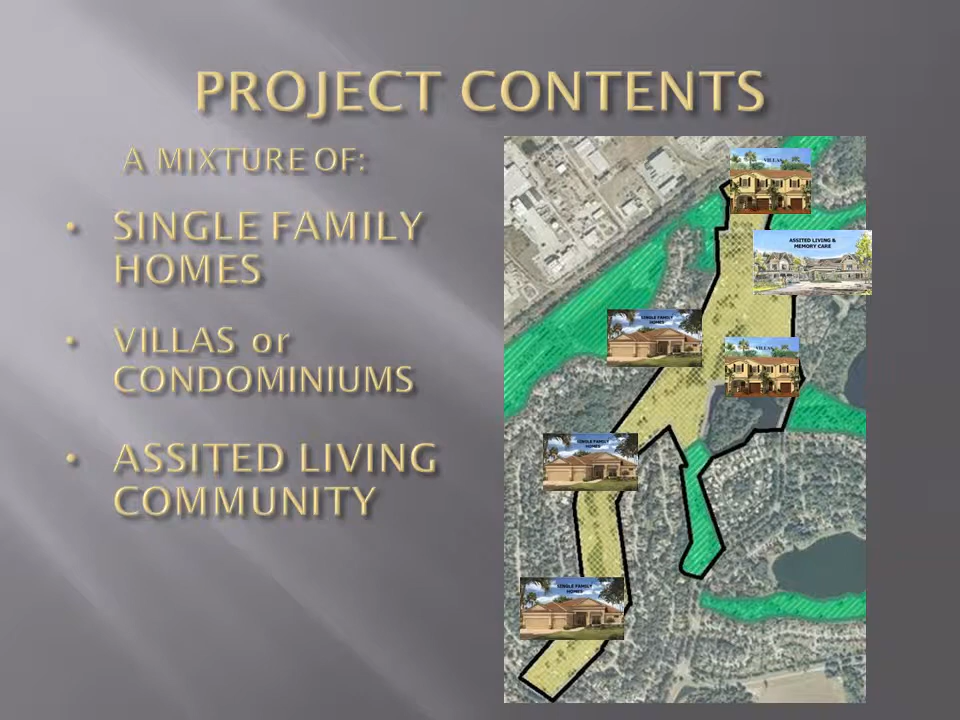 PROJECT CONTENTS
A MIXTURE OF:
• SINGLE FAMILY
HOMES
• VILLAS or
CONDOMINIUMS
• ASSITED LIVING
COMMUNITY
VILLAS
ASSITED LIVING &
MEMORY CARE
SINGLE FAMILY
HOMES
VILLAS
SINGLE FAMILY
HOMES
SINGLE FAMILY
HOMES